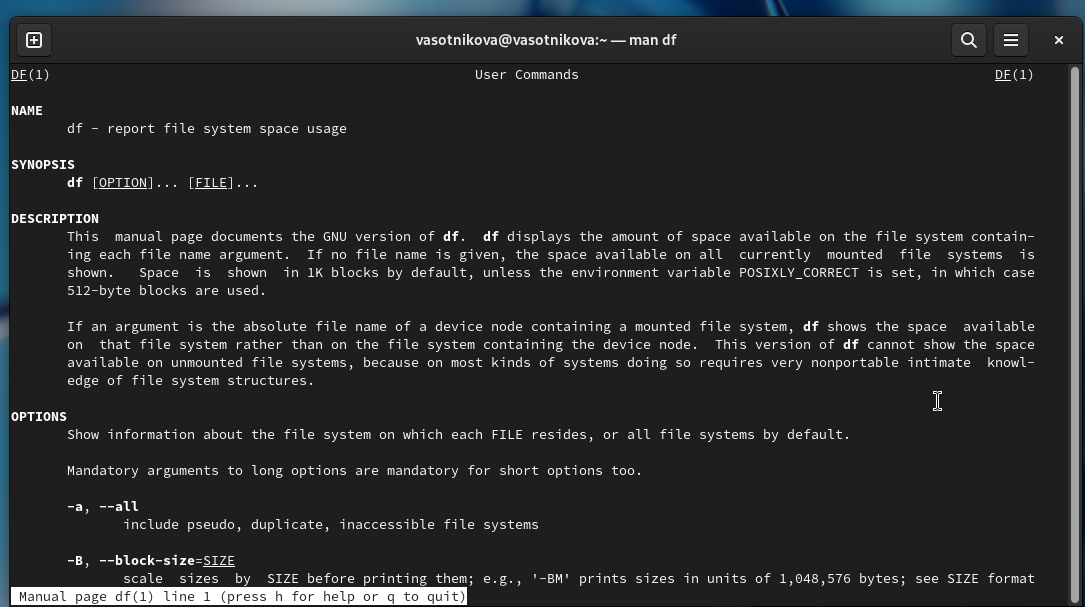 vasotnikova@vasotnikova:~ — man df
DF(1) User Commands DF(1)
NAME
df - report file system space usage
SYNOPSIS
df [OPTION]... [FILE]...
DESCRIPTION
This manual page documents the GNU version of df. df displays the amount of space available on the file system contain-
ing each file name argument. If no file name is given, the space available on all currently mounted file systems is
shown. Space is shown in 1K blocks by default, unless the environment variable POSIXLY_CORRECT is set, in which case
512-byte blocks are used.
If an argument is the absolute file name of a device node containing a mounted file system, df shows the space available
on that file system rather than on the file system containing the device node. This version of df cannot show the space
available on unmounted file systems, because on most kinds of systems doing so requires very nonportable intimate knowl-
edge of file system structures.
OPTIONS
Show information about the file system on which each FILE resides, or all file systems by default.
Mandatory arguments to long options are mandatory for short options too.
-a, --all
include pseudo, duplicate, inaccessible file systems
-B, --block-size=SIZE
scale sizes by SIZE before printing them; e.g., '-BM' prints sizes in units of 1,048,576 bytes; see SIZE format
Manual page df(1) line 1 (press h for help or q to quit)